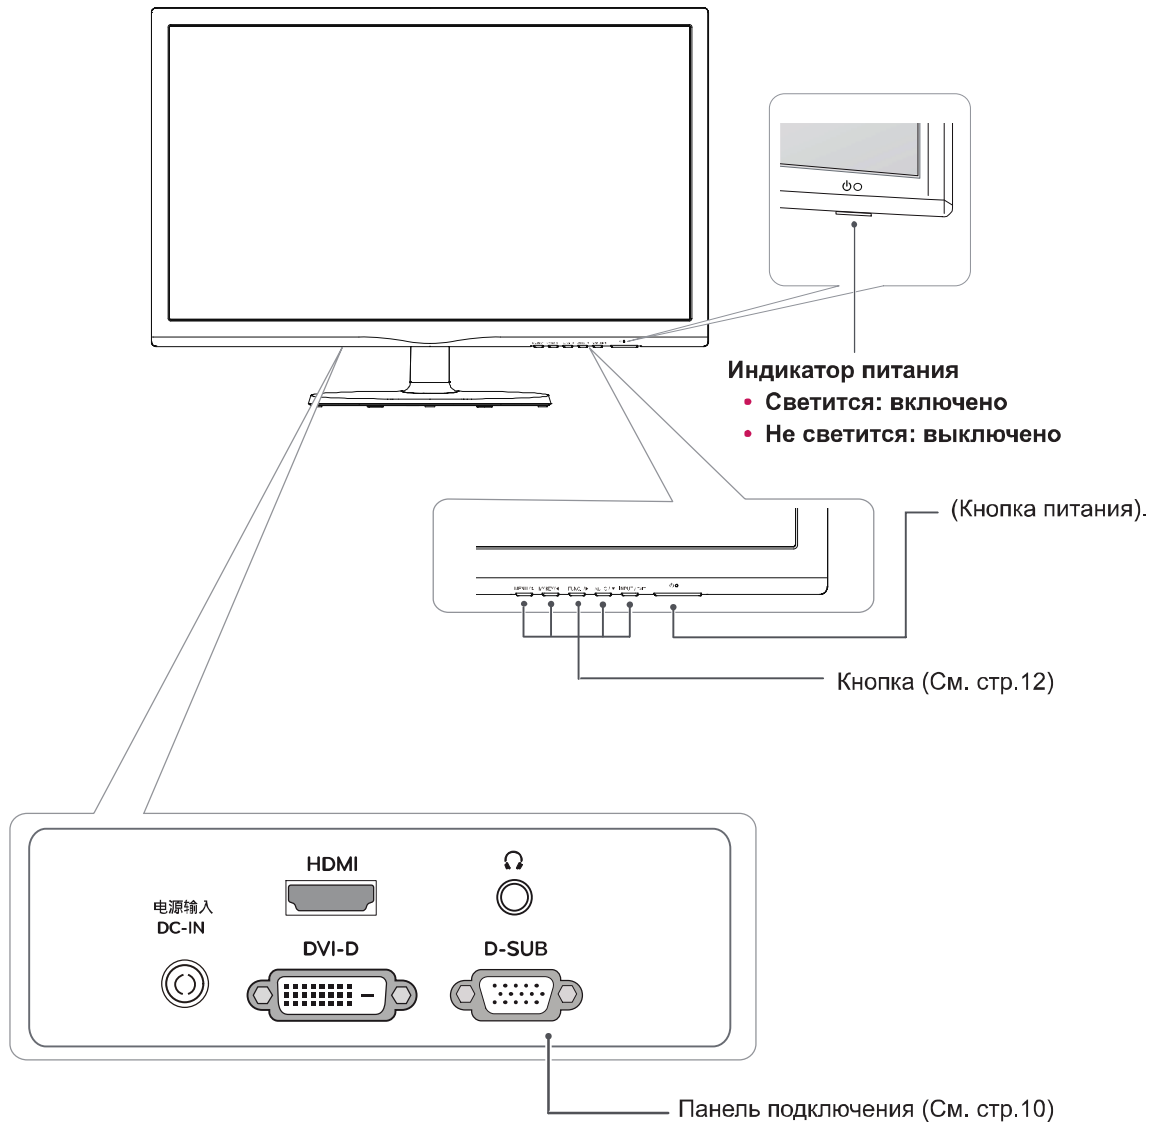 Индикатор питания
• Светится: включено
• Не светится: выключено
(Кнопка питания).
Кнопка (См. стр.12)
HDMI
电源输入
DC-IN
DVI-D
D-SUB
Панель подключения (См. стр.10)